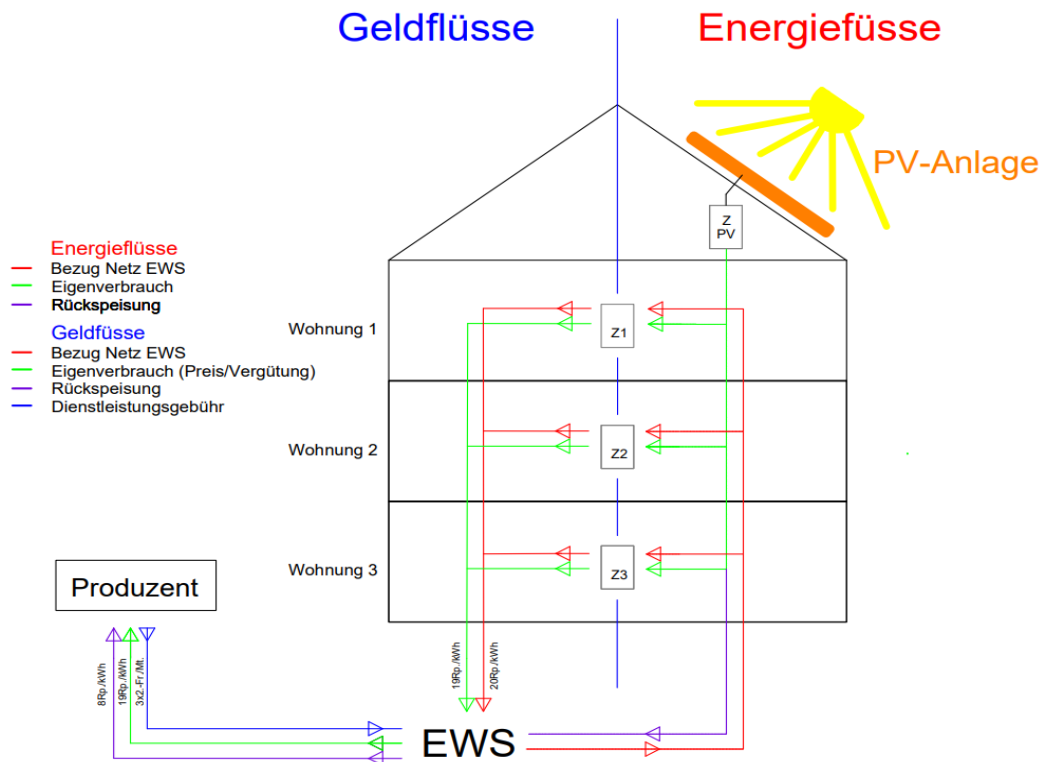 Geldflüsse
Energiefüsse
PV-Anlage
Z
PV
Energieflüsse
Bezug Netz EWS
Eigenverbrauch
Rückspeisung
Geldfüsse
Bezug Netz EWS
Eigenverbrauch (Preis/Vergütung)
Rückspeisung
Dienstleistungsgebühr
Wohnung 1
Z1
Wohnung 2
Z2
Wohnung 3
Z3
Produzent
8Rp./kWh
19Rp./kWh
3x2.-Fr./Mt.
19Rp./kWh
20Rp./kWh
EWS